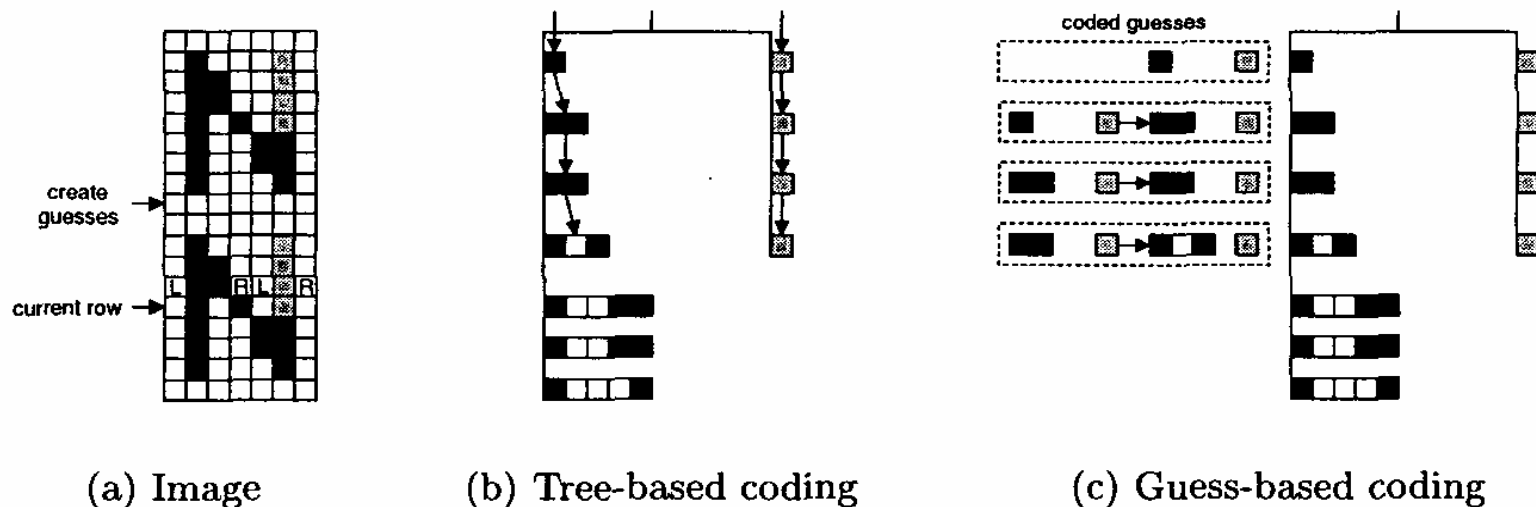 coded guesses
create
guesses
L R L R
current row
(a) Image
(b) Tree-based coding
(c) Guess-based coding